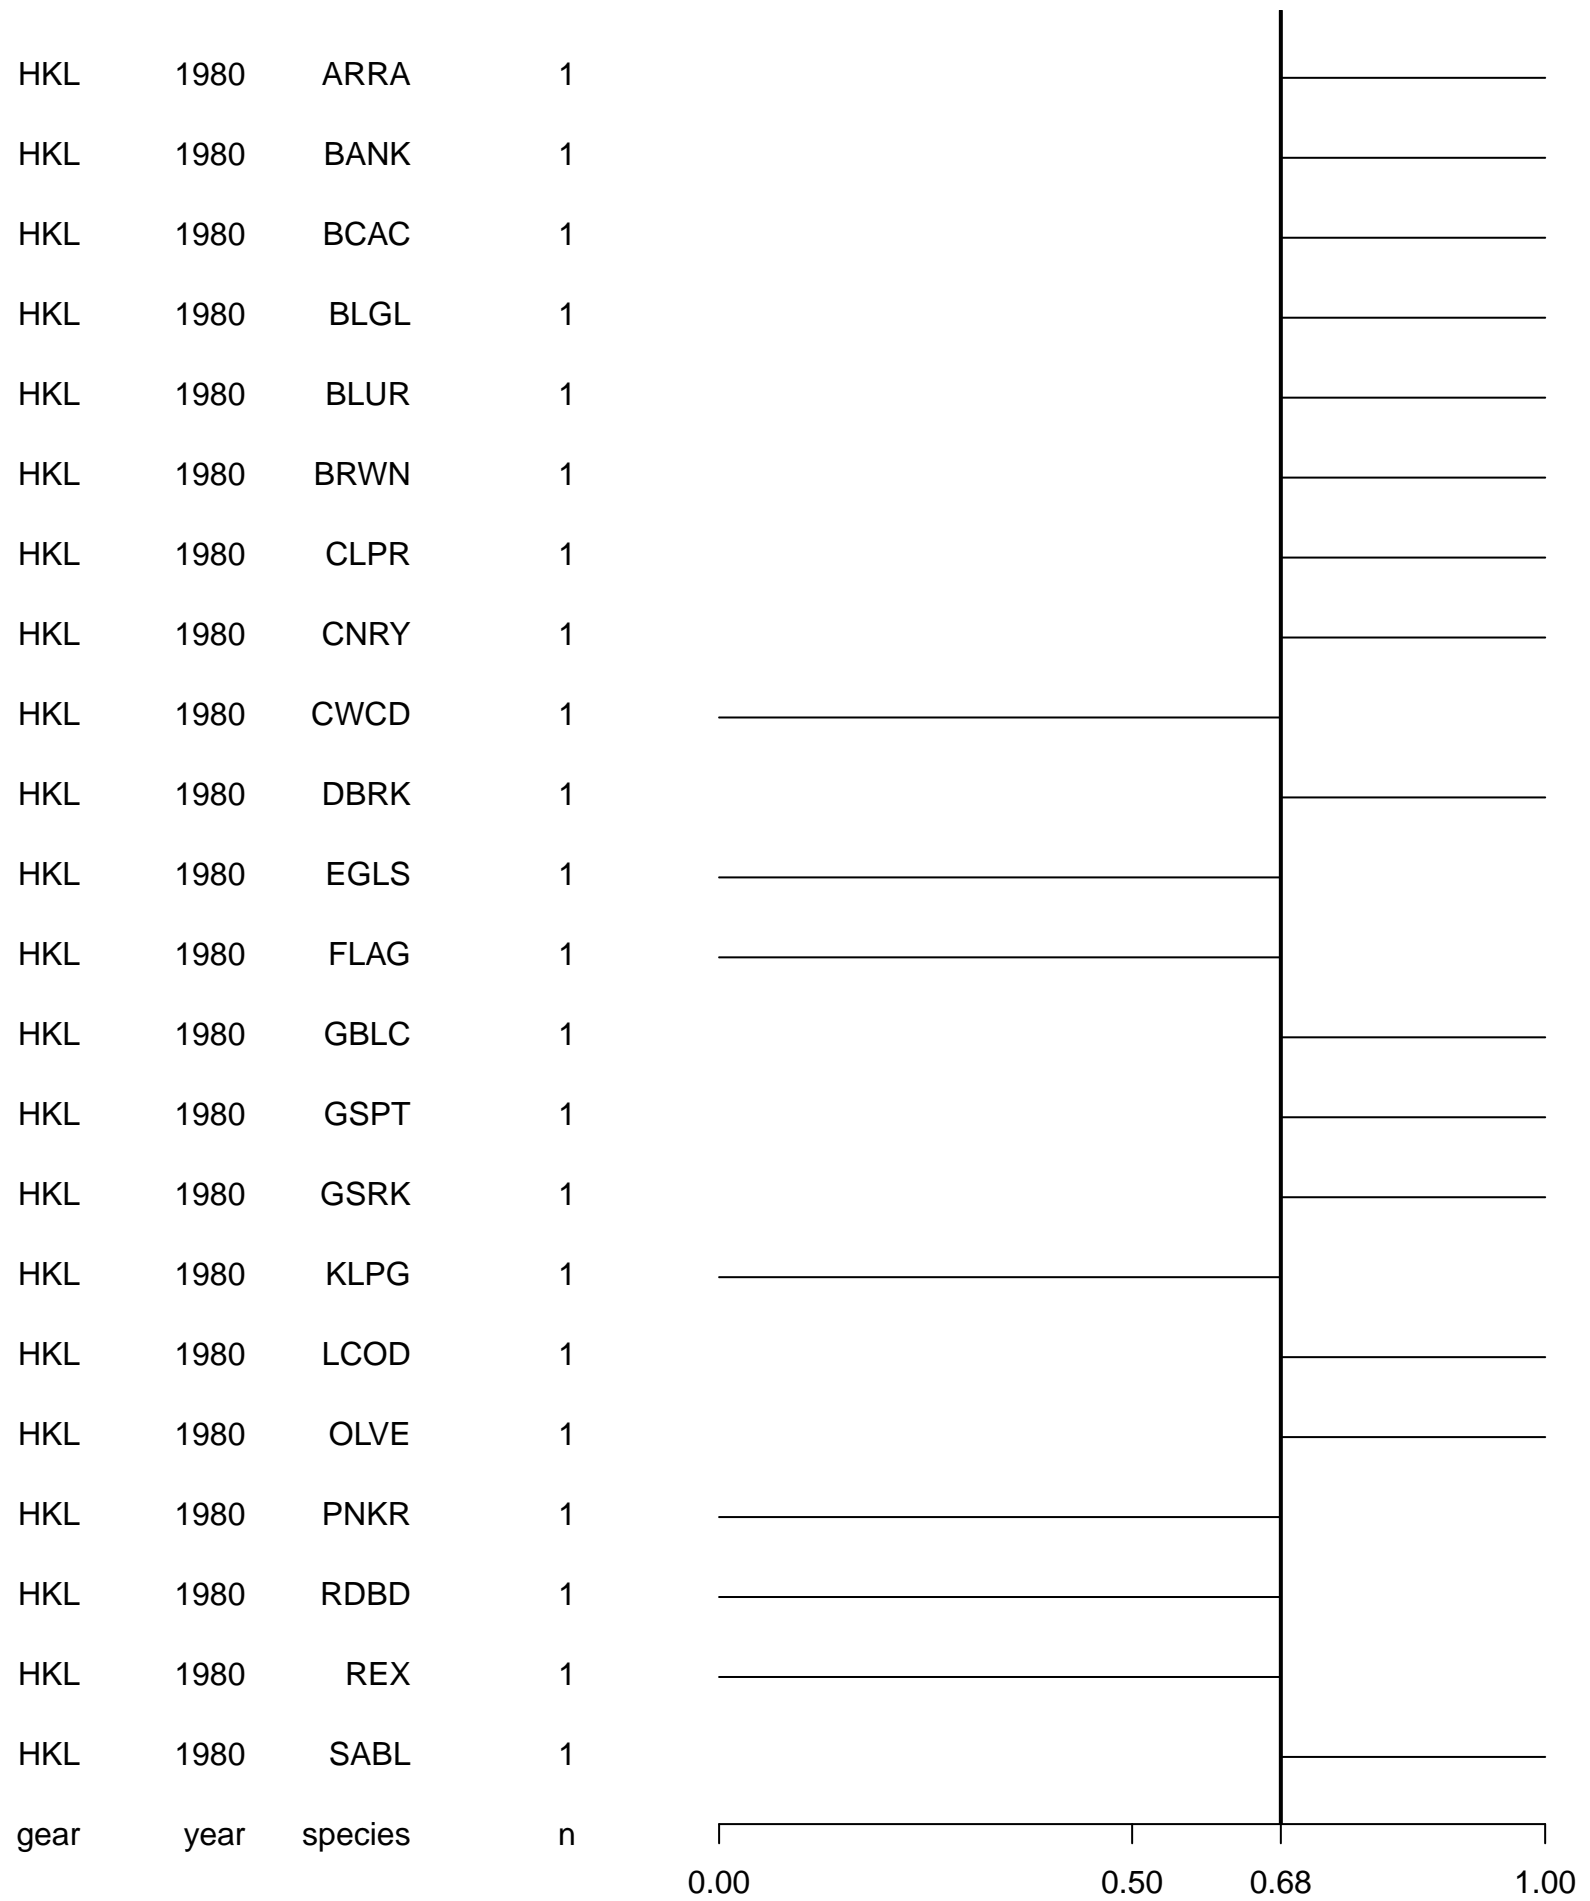 HKL 1980 ARRA 1
HKL 1980 BANK 1
HKL 1980 BCAC 1
HKL 1980 BLGL 1
HKL 1980 BLUR 1
HKL 1980 BRWN 1
HKL 1980 CLPR 1
HKL 1980 CNRY 1
HKL 1980 CWCD 1
HKL 1980 DBRK 1
HKL 1980 EGLS 1
HKL 1980 FLAG 1
HKL 1980 GBLC 1
HKL 1980 GSPT 1
HKL 1980 GSRK 1
HKL 1980 KLPG 1
HKL 1980 LCOD 1
HKL 1980 OLVE 1
HKL 1980 PNKR 1
HKL 1980 RDBD 1
HKL 1980 REX 1
HKL 1980 SABL 1
gear year species n
0.00 0.50 0.68 1.00